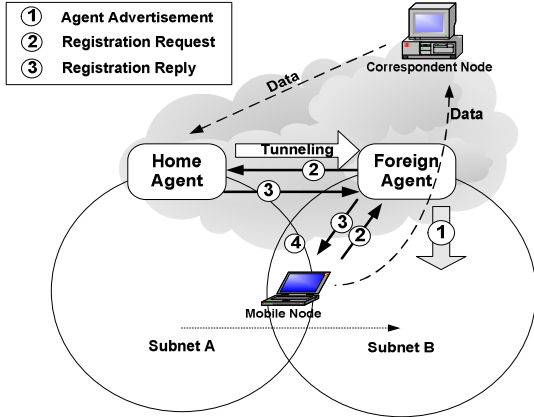 1 Agent Advertisement
2 Registration Request
3 Registration Reply
Correspondent Node
Data
Data
Tunneling
Home
Agent
Foreign
Agent
2
3
1
3
2
4
Mobile Node
Subnet A
Subnet B